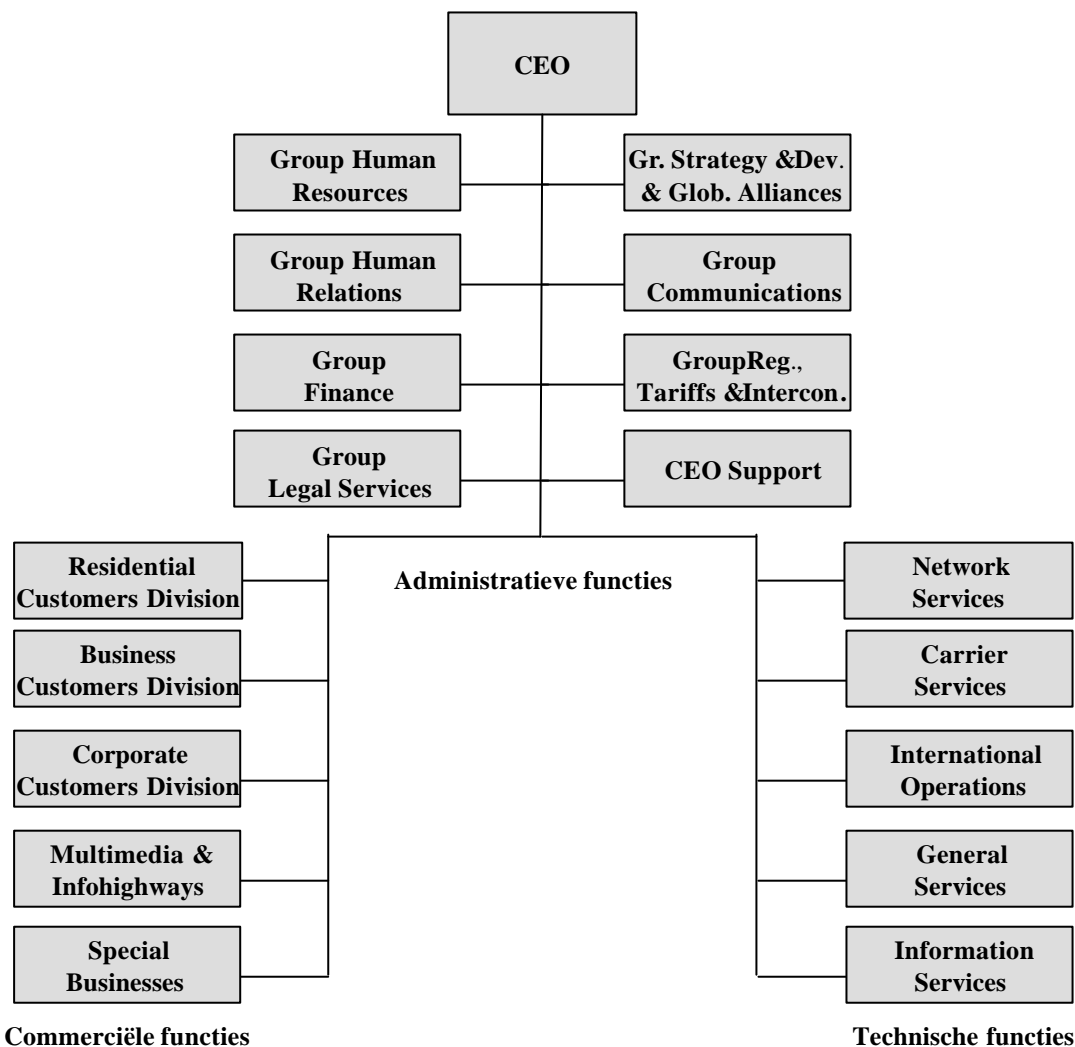 CEO
Group Human
Resources
Gr. Strategy &Dev.
& Glob. Alliances
Group Human
Relations
Group
Communications
Group
Finance
GroupReg.,
Tariffs &Intercon.
Group
Legal Services
CEO Support
Administratieve functies
Residential
Customers Division
Business
Customers Division
Corporate
Customers Division
Multimedia &
Infohighways
Special
Businesses
Commerciële functies
Network
Services
Carrier
Services
International
Operations
General
Services
Information
Services
Technische functies